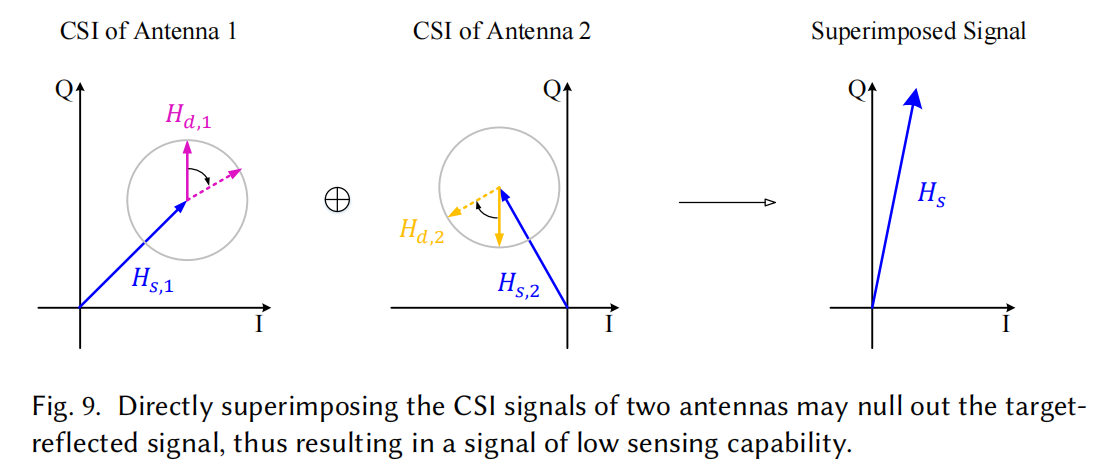 CSI of Antenna 1
CSI of Antenna 2
Superimposed Signal
Q
H_{d,1}
H_{s,1}
I
Q
H_{d,2}
H_{s,2}
I
Q
H_s
I
Fig. 9. Directly superimposing the CSI signals of two antennas may null out the target-
reflected signal, thus resulting in a signal of low sensing capability.